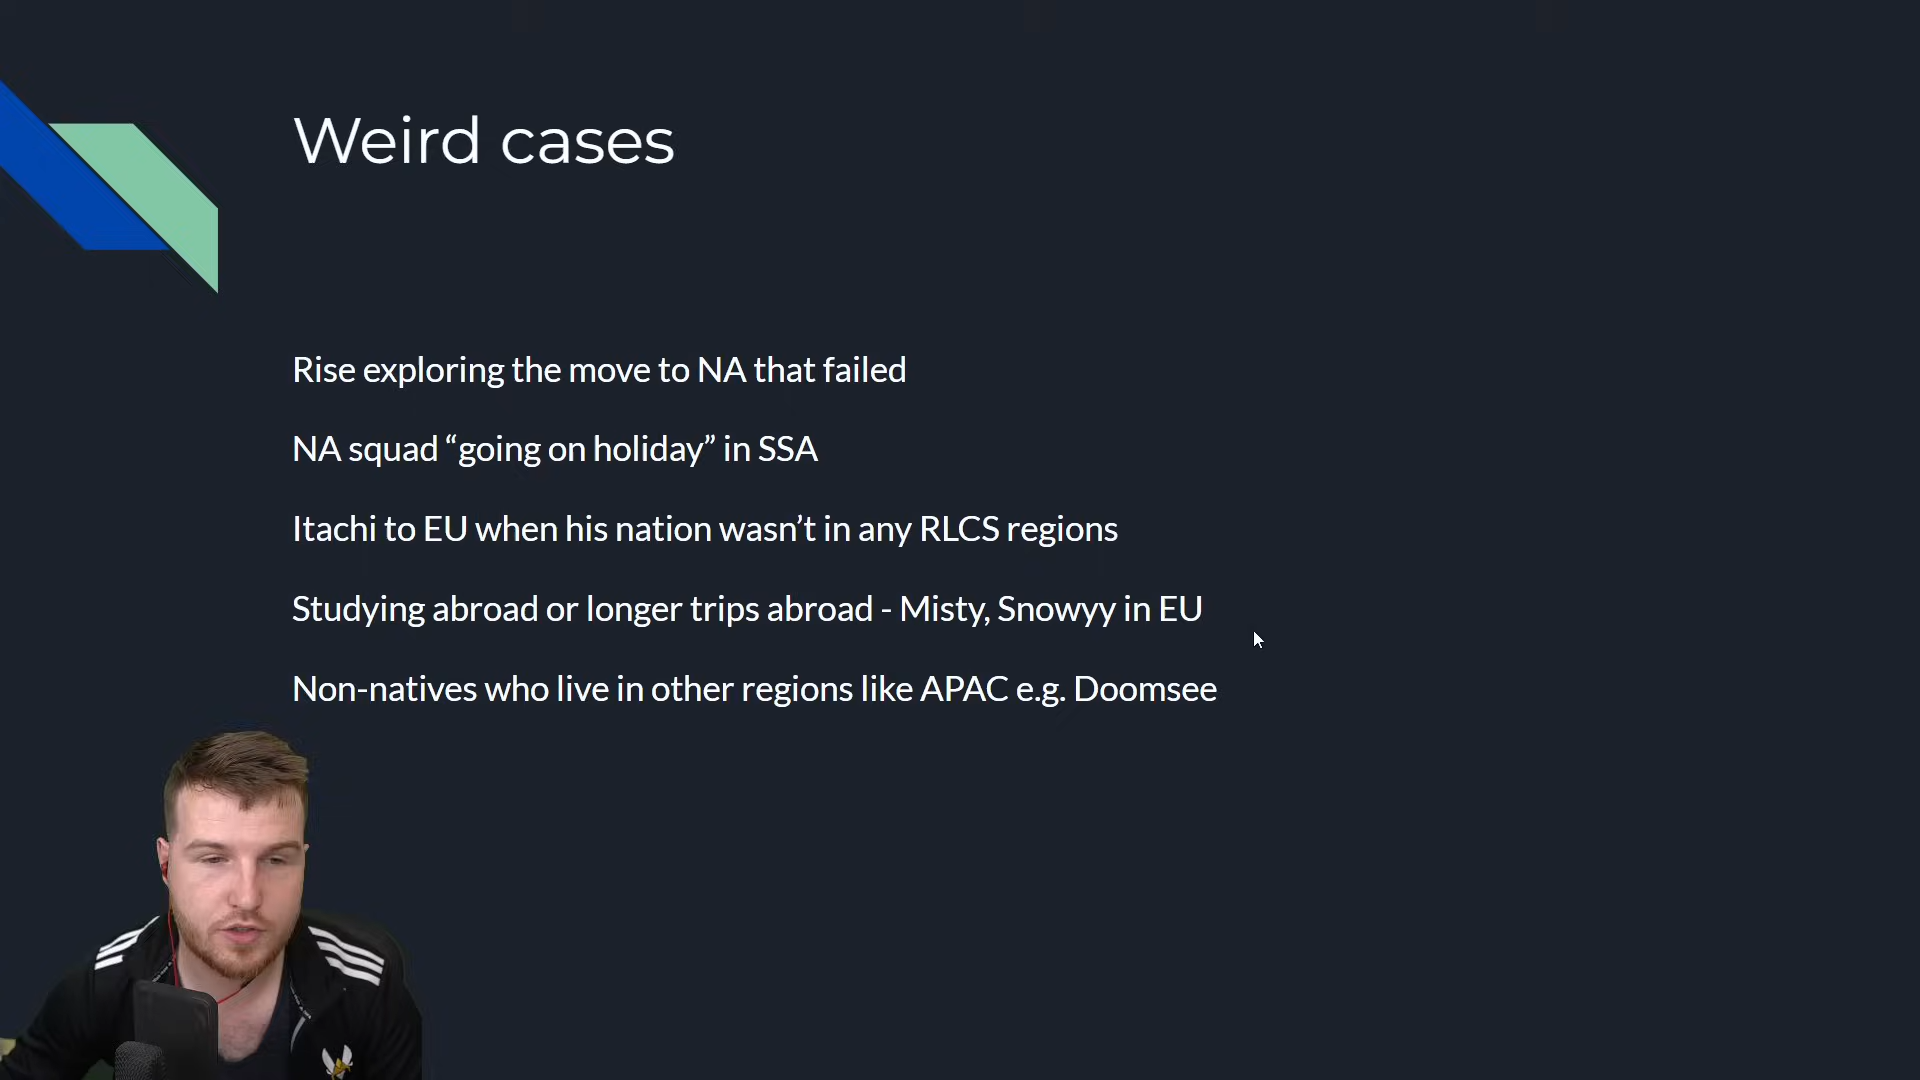 Weird cases
Rise exploring the move to NA that failed
NA squad “going on holiday” in SSA
Itachi to EU when his nation wasn’t in any RLCS regions
Studying abroad or longer trips abroad - Misty, Snowyy in EU
Non-natives who live in other regions like APAC e.g. Doomsee